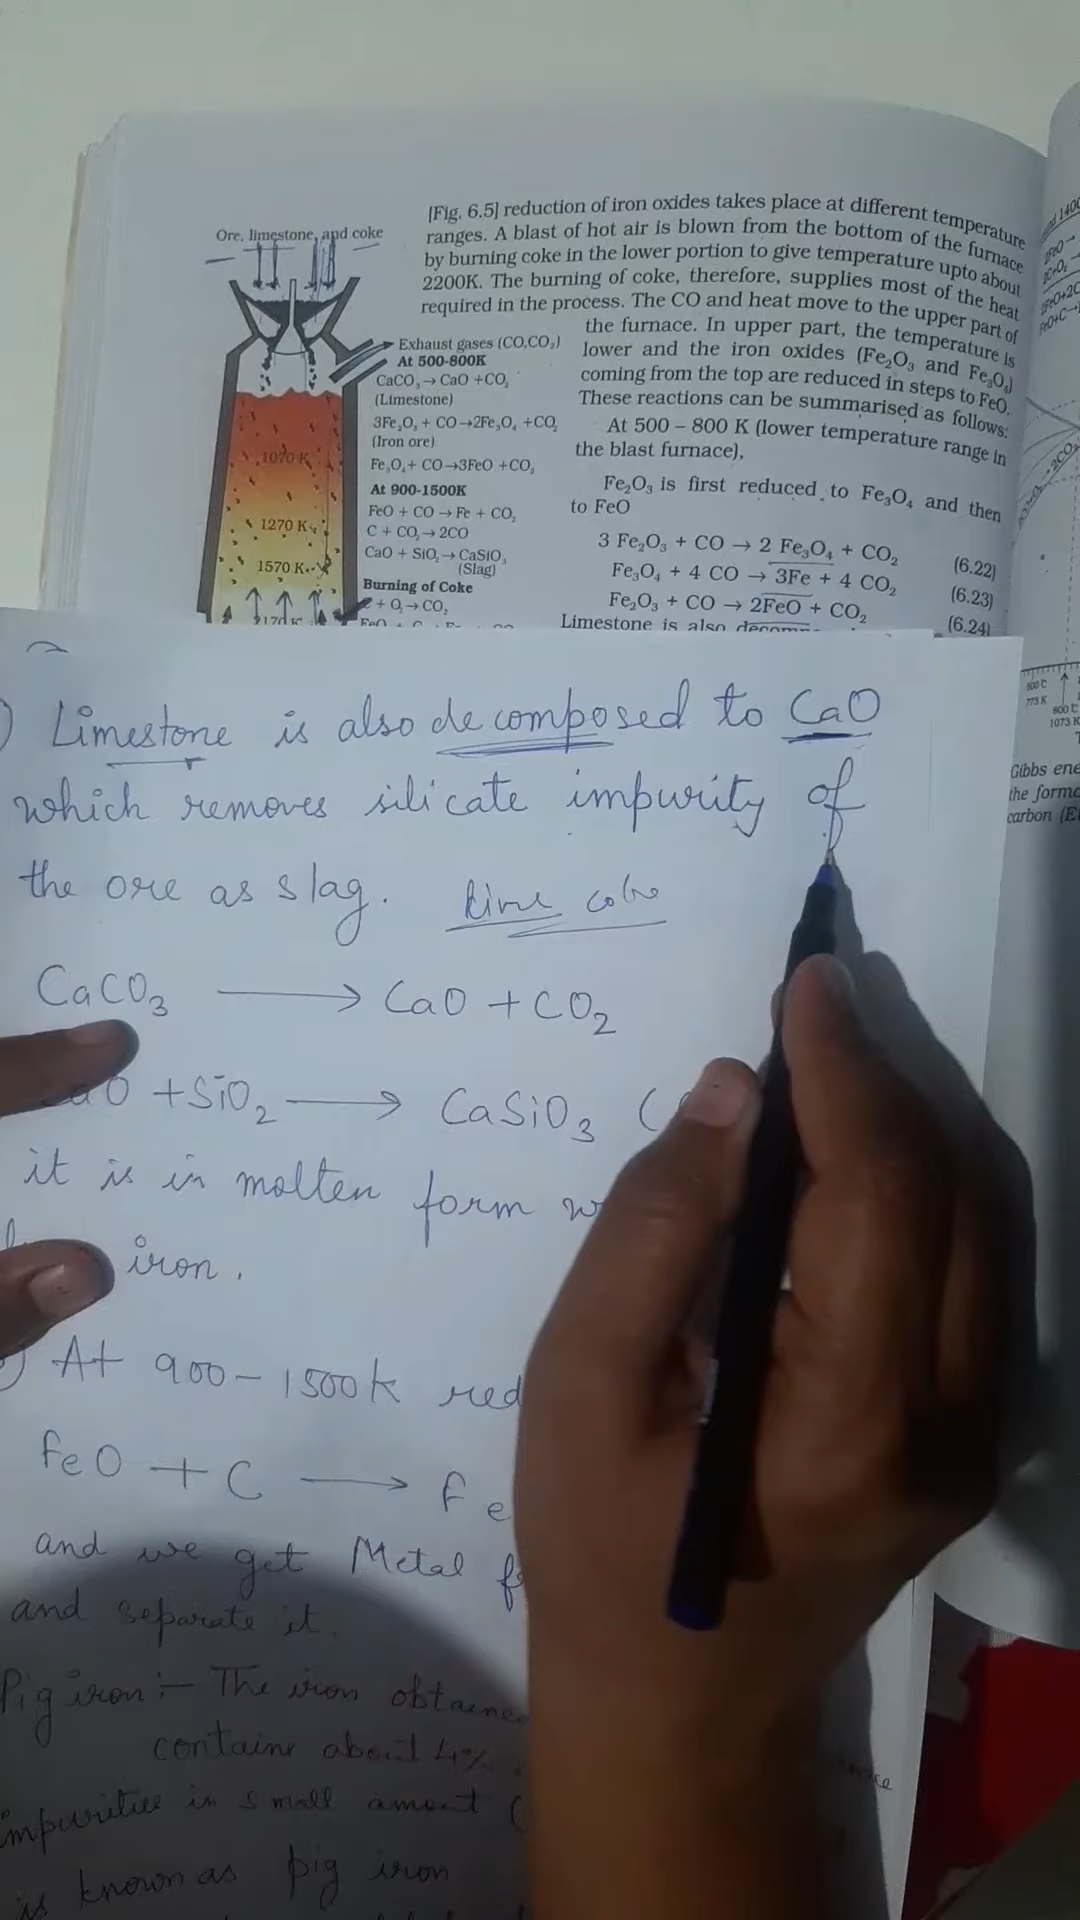 Ore, limestone, and coke
Exhaust gases (CO,CO₂)
At 500-800K
CaCO₃ → CaO +CO₂
(Limestone)
3Fe₂O₃ + CO→2Fe₃O₄ +CO₂
(Iron ore)
Fe₃O₄+ CO→3FeO +CO₂
At 900-1500K
FeO + CO → Fe + CO₂
C + CO₂→ 2CO
CaO + SiO₂→ CaSiO₃
(Slag)
Burning of Coke
C + O₂→ CO₂
1070 K
1270 K
1570 K
2170 K
[Fig. 6.5] reduction of iron oxides takes place at different temperature
ranges. A blast of hot air is blown from the bottom of the furnace
by burning coke in the lower portion to give temperature upto about
2200K. The burning of coke, therefore, supplies most of the heat
required in the process. The CO and heat move to the upper part of
the furnace. In upper part, the temperature is
lower and the iron oxides (Fe₂O₃ and Fe₃O₄)
coming from the top are reduced in steps to FeO.
These reactions can be summarised as follows:
At 500 – 800 K (lower temperature range in
the blast furnace),
Fe₂O₃ is first reduced to Fe₃O₄ and then
to FeO
3 Fe₂O₃ + CO → 2 Fe₃O₄ + CO₂ (6.22)
Fe₃O₄ + 4 CO → 3Fe + 4 CO₂ (6.23)
Fe₂O₃ + CO → 2FeO + CO₂ (6.24)
Limestone is also
800 C
773 K
1073 K
Gibbs
the
carbon
Limestone is also decomposed to CaO
which removes silicate impurity of
the ore as slag.
CaCO₃ → CaO + CO₂
CaO + SiO₂ → CaSiO₃ (
it is in molten form
iron.
At 900 – 1500k
FeO + C → Fe
and we get Metal
and separate it.
Pig iron :– The iron
contains about 4%
impurities in small amount (
is known as pig iron